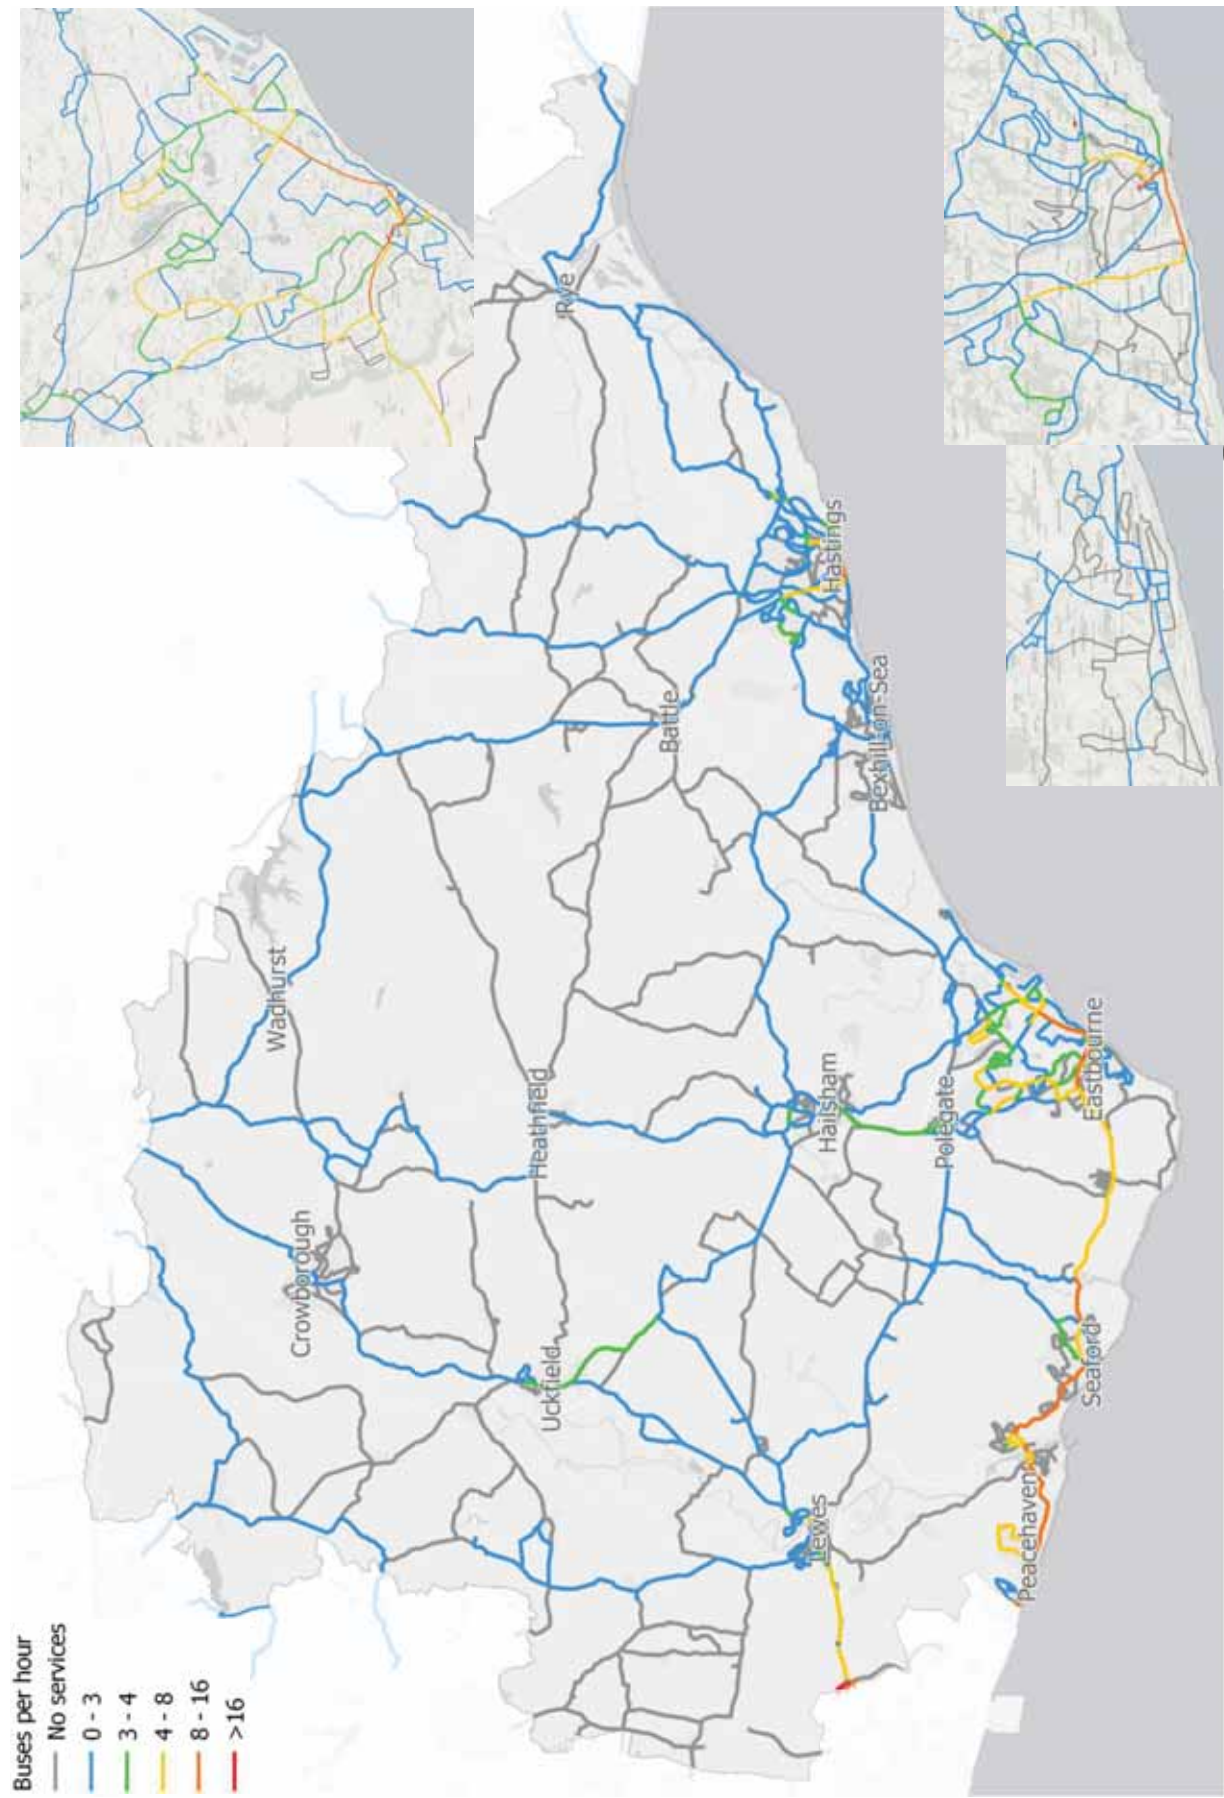 Buses per hour
No services
0 - 3
3 - 4
4 - 8
8 - 16
>16
Wadhurst
Rye
Crowborough
Heathfield
Uckfield
Battle
Hailsham
Hastings
Bexhill-on-Sea
Polegate
Lewes
Eastbourne
Seaford
Peacehaven